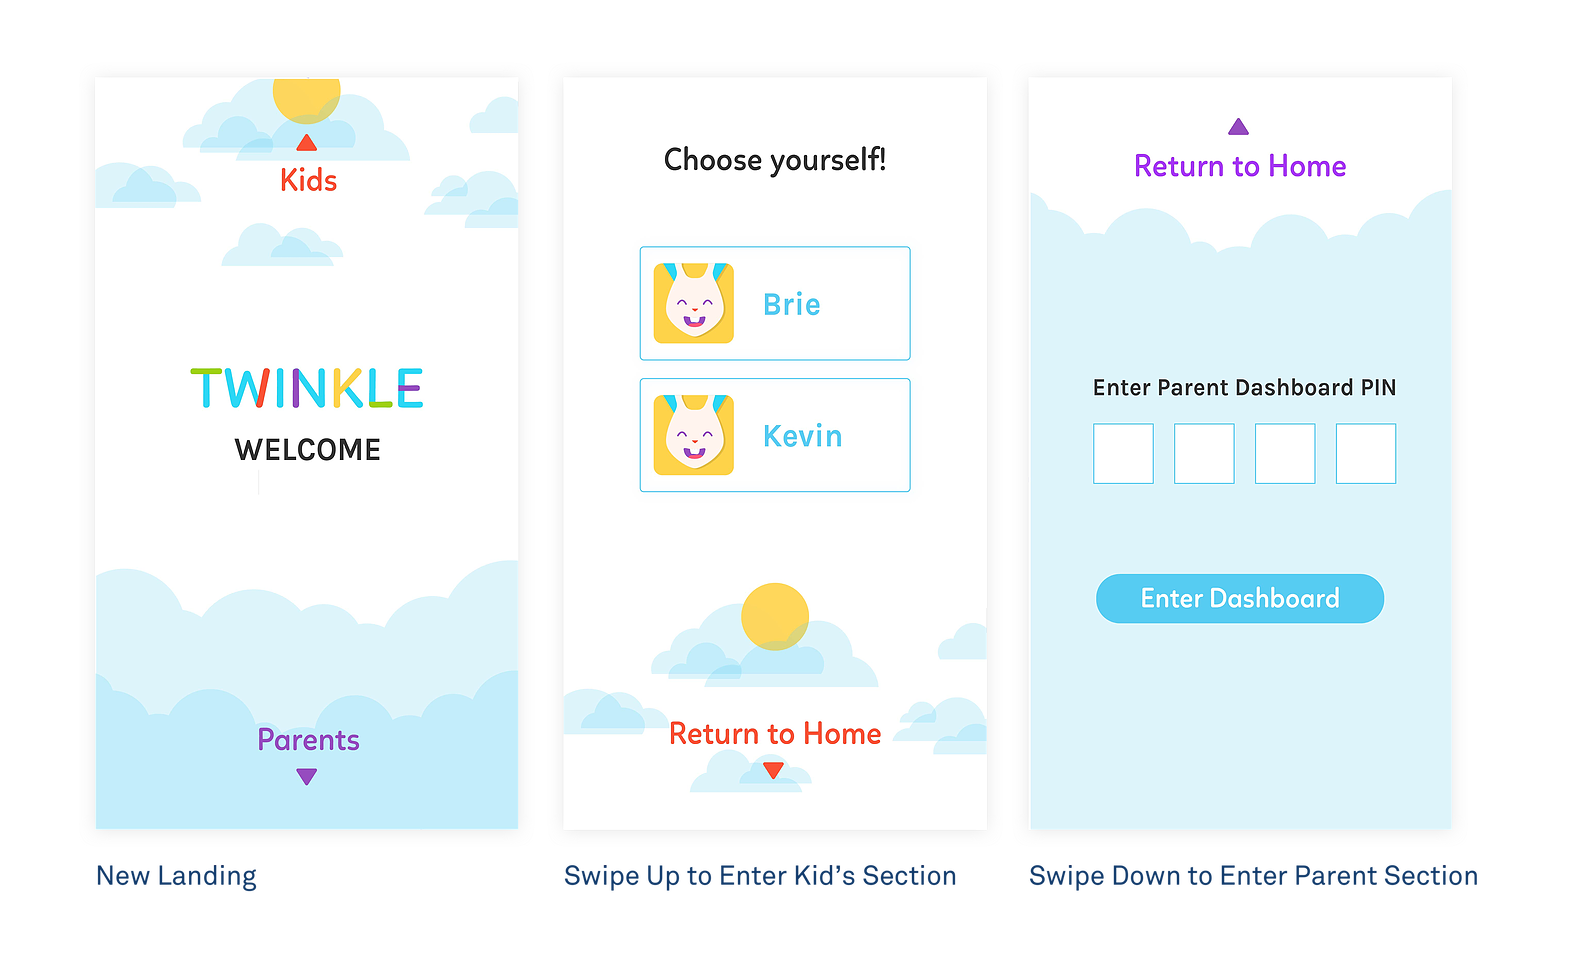 Kids
TWINKLE
WELCOME
Parents
New Landing
Choose yourself!
Brie
Kevin
Return to Home
Swipe Up to Enter Kid’s Section
Return to Home
Enter Parent Dashboard PIN
Enter Dashboard
Swipe Down to Enter Parent Section